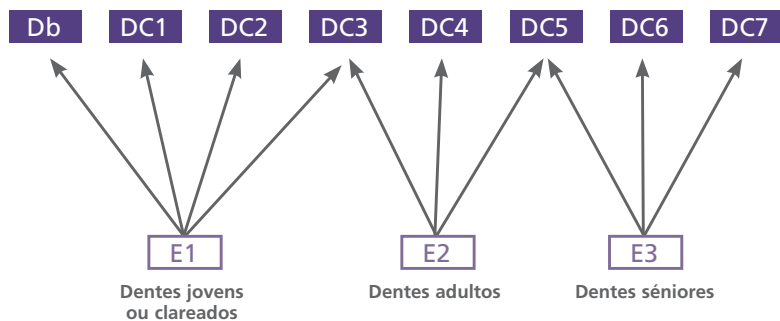 Db DC1 DC2 DC3 DC4 DC5 DC6 DC7
E1 E2 E3
Dentes jovens Dentes adultos Dentes séniores
ou clareados